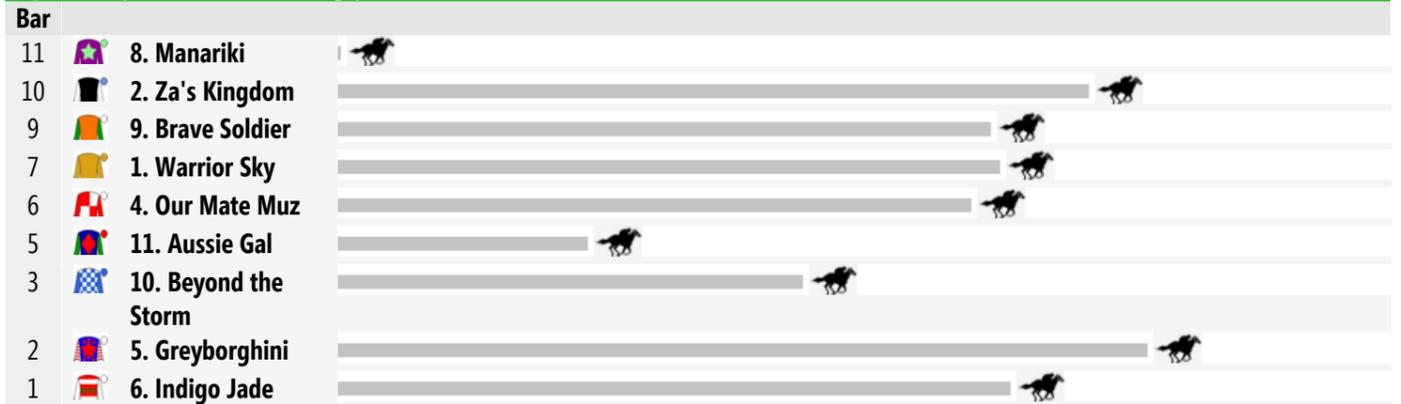 Bar
11 8. Manariki
10 2. Za's Kingdom
9 9. Brave Soldier
7 1. Warrior Sky
6 4. Our Mate Muz
5 11. Aussie Gal
3 10. Beyond the
Storm
2 5. Greyborghini
1 6. Indigo Jade